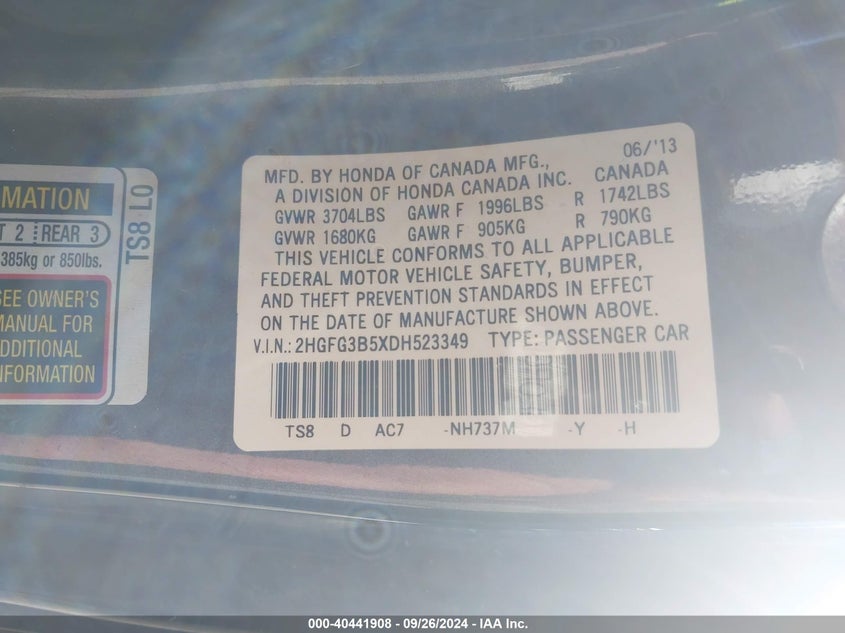 MATION
T 2 REAR 3
385kg or 850lbs.
SEE OWNER'S
MANUAL FOR
ADDITIONAL
INFORMATION
TS8 L0
06/'13
MFD. BY HONDA OF CANADA MFG.,
A DIVISION OF HONDA CANADA INC. CANADA
GVWR 3704LBS GAWR F 1996LBS R 1742LBS
GVWR 1680KG GAWR F 905KG R 790KG
THIS VEHICLE CONFORMS TO ALL APPLICABLE
FEDERAL MOTOR VEHICLE SAFETY, BUMPER,
AND THEFT PREVENTION STANDARDS IN EFFECT
ON THE DATE OF MANUFACTURE SHOWN ABOVE.
V.I.N.: 2HGFG3B5XDH523349 TYPE: PASSENGER CAR
TS8 D AC7 -NH737M -Y -H
000-40441908 - 09/26/2024 - IAA Inc.